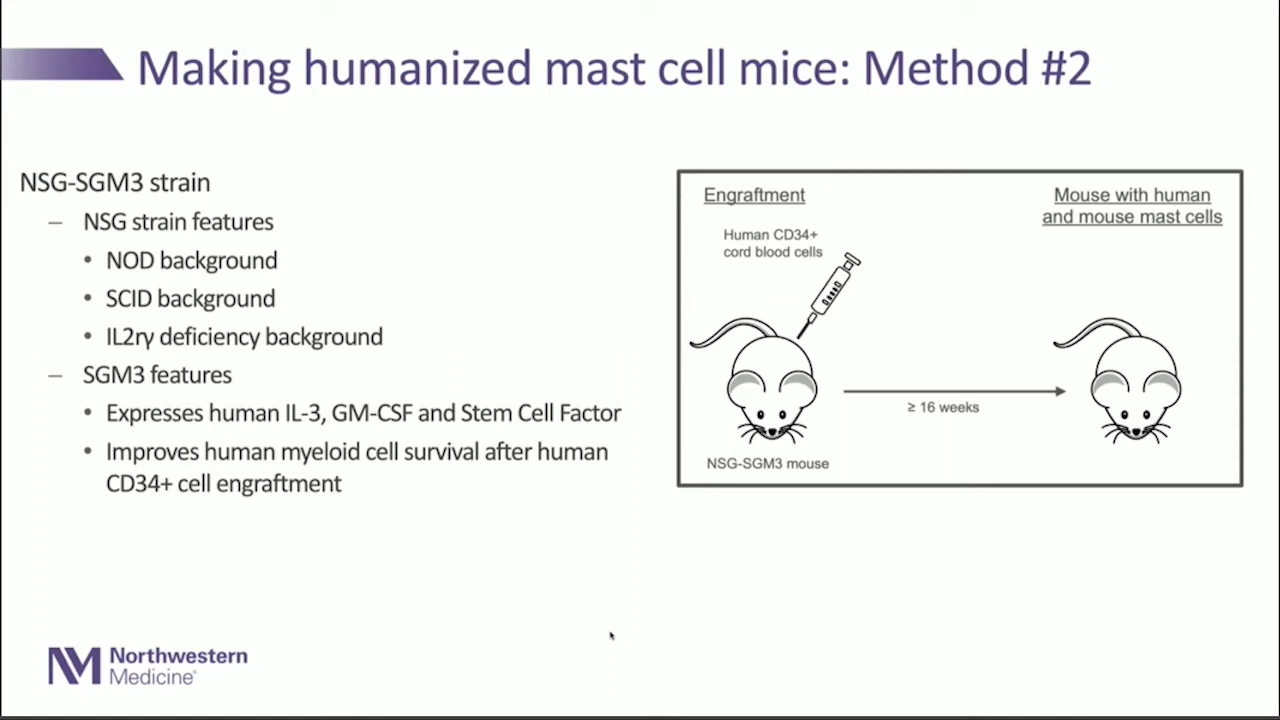 Making humanized mast cell mice: Method #2
NSG-SGM3 strain
– NSG strain features
• NOD background
• SCID background
• IL2rγ deficiency background
– SGM3 features
• Expresses human IL-3, GM-CSF and Stem Cell Factor
• Improves human myeloid cell survival after human
CD34+ cell engraftment
Engraftment
Human CD34+
cord blood cells
NSG-SGM3 mouse
≥ 16 weeks
Mouse with human
and mouse mast cells
NM
Northwestern
Medicine®